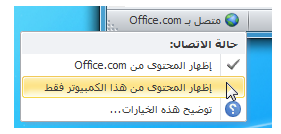 متصل بـ Office.com
حالة الاتصال:
إظهار المحتوى من Office.com
إظهار المحتوى من هذا الكمبيوتر فقط
توضيح هذه الخيارات...